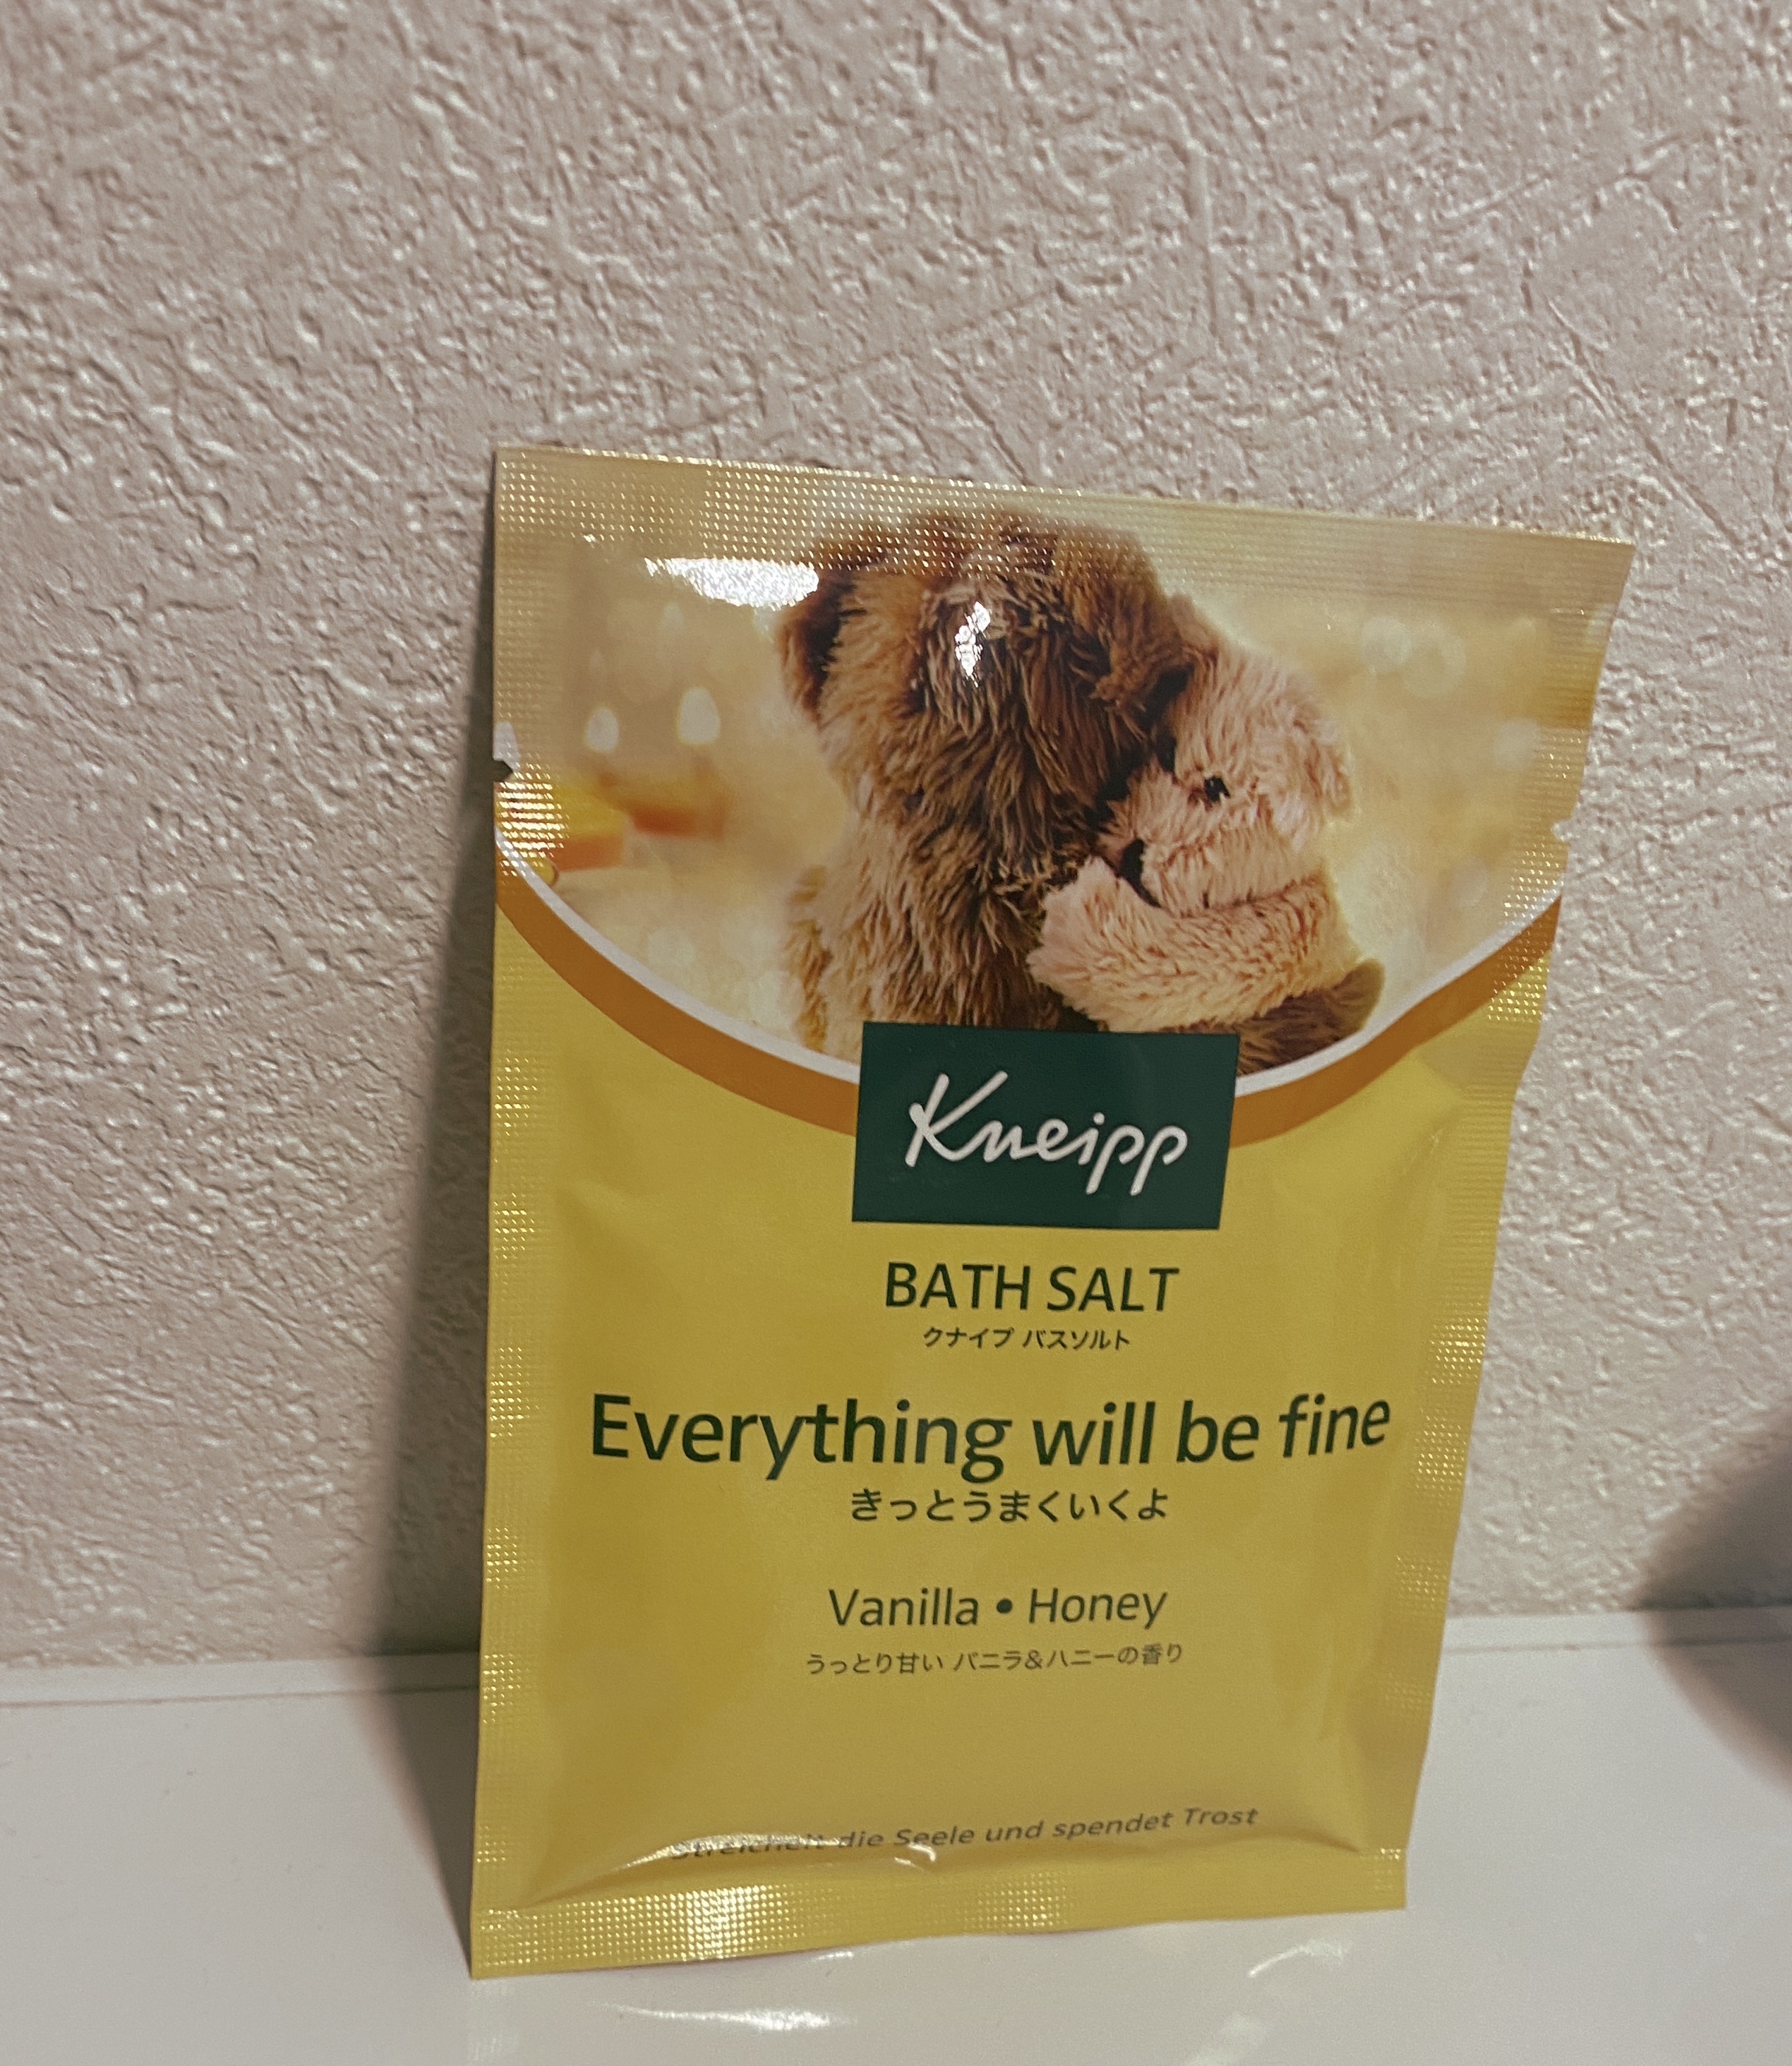 Kneipp
BATH SALT
クナイプ バスソルト
Everything will be fine
きっとうまくいくよ
Vanilla • Honey
うっとり甘い バニラ&ハニーの香り
Streichelt die Seele und spendet Trost